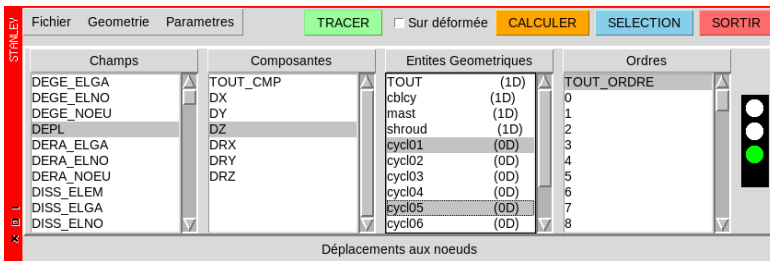 STANLEY
Fichier Geometrie Parametres TRACER Sur déformée CALCULER SELECTION SORTIR
Champs Composantes Entites Geometriques Ordres
DEGE_ELGA TOUT_CMP TOUT (1D) TOUT_ORDRE
DEGE_ELNO DX cblcy (1D) 0
DEGE_NOEU DY mast (1D) 1
DEPL DZ shroud (1D) 2
DERA_ELGA DRX cycl01 (0D) 3
DERA_ELNO DRY cycl02 (0D) 4
DERA_NOEU DRZ cycl03 (0D) 5
DISS_ELEM cycl04 (0D) 6
DISS_ELGA cycl05 (0D) 7
DISS_ELNO cycl06 (0D) 8
Déplacements aux noeuds